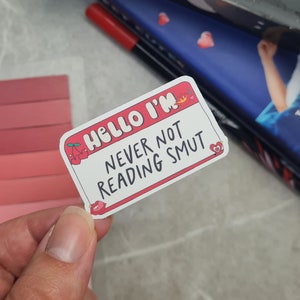 HELLO I'M
NEVER NOT
READING SMUT